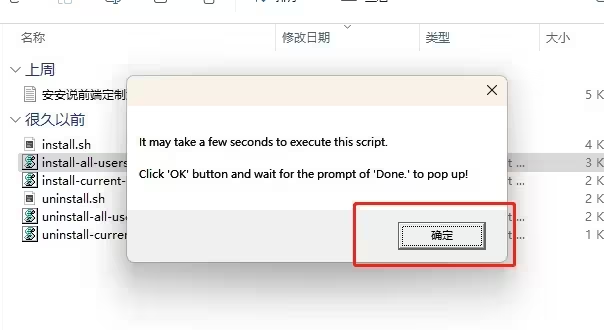 名称 修改日期 类型 大小
上周
安安说前端定制 5 K
很久以前
install.sh 4 K
install-all-users t ... 3 K
install-current- t ... 2 K
uninstall.sh 2 K
uninstall-all-use t ... 2 K
uninstall-curren t ... 1 K
It may take a few seconds to execute this script.
Click 'OK' button and wait for the prompt of 'Done.' to pop up!
确定